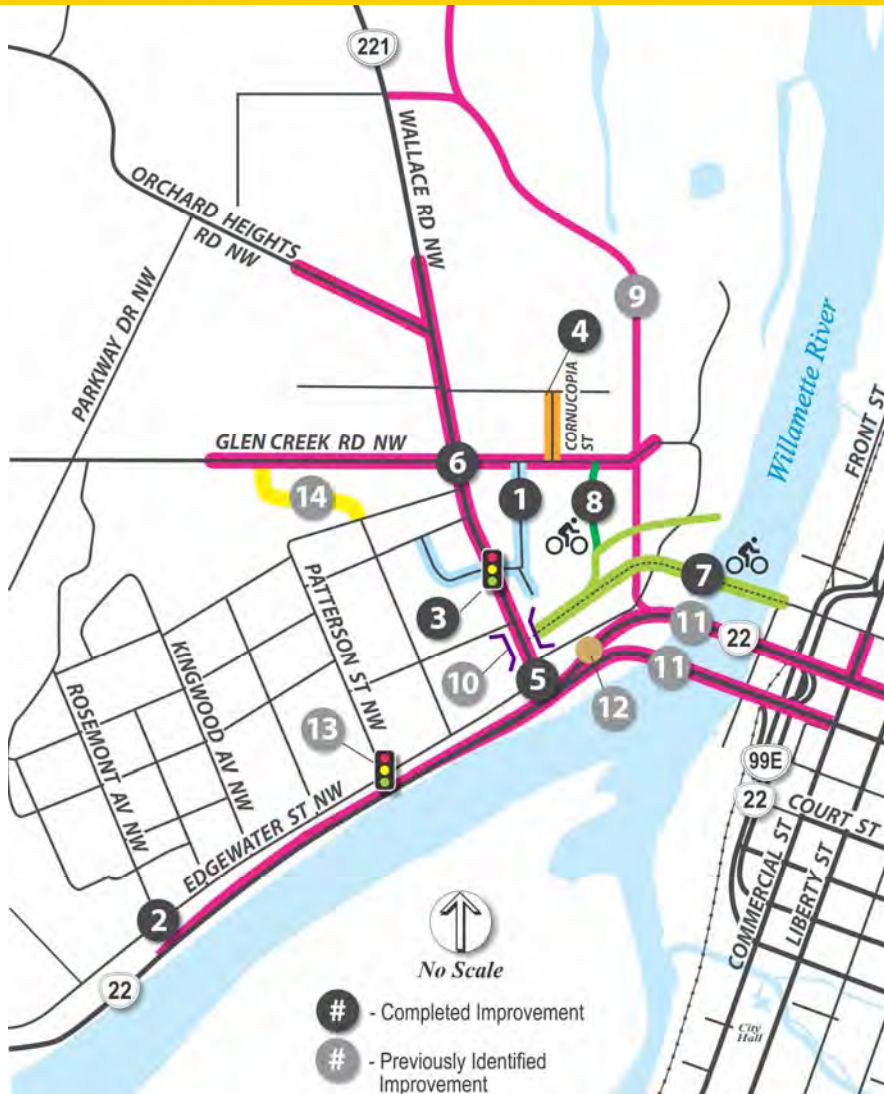 221
WALLACE RD NW
ORCHARD HEIGHTS
RD NW
PARKWAY DR NW
9
4
CORNUCOPIA
ST
Willamette River
FRONT ST
GLEN CREEK RD NW
6
14
1
8
7
3
PATTERSON ST NW
KINGWOOD AV NW
ROSEMONT AV NW
10
5
11
22
11
12
13
EDGEWATER ST NW
99E
22
COURT ST
COMMERCIAL ST
LIBERTY ST
2
22
No Scale
# - Completed Improvement
# - Previously Identified
Improvement
City
Hall